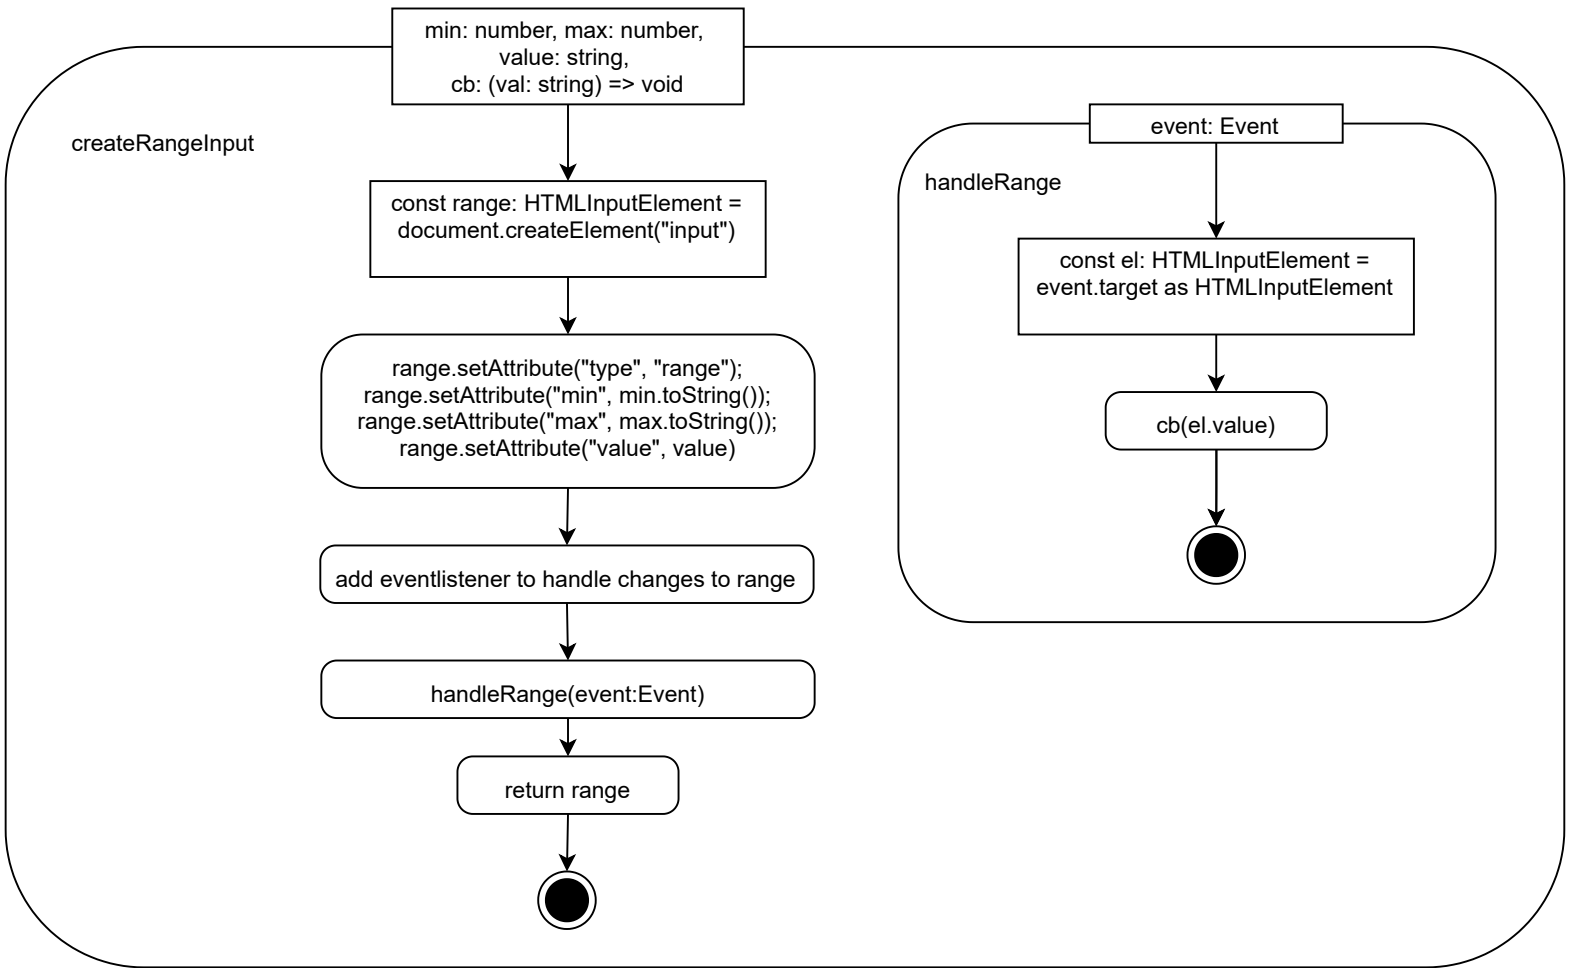 min: number, max: number,
value: string,
cb: (val: string) => void
createRangeInput
const range: HTMLInputElement =
document.createElement("input")
range.setAttribute("type", "range");
range.setAttribute("min", min.toString());
range.setAttribute("max", max.toString());
range.setAttribute("value", value)
add eventlistener to handle changes to range
handleRange(event:Event)
return range
event: Event
handleRange
const el: HTMLInputElement =
event.target as HTMLInputElement
cb(el.value)